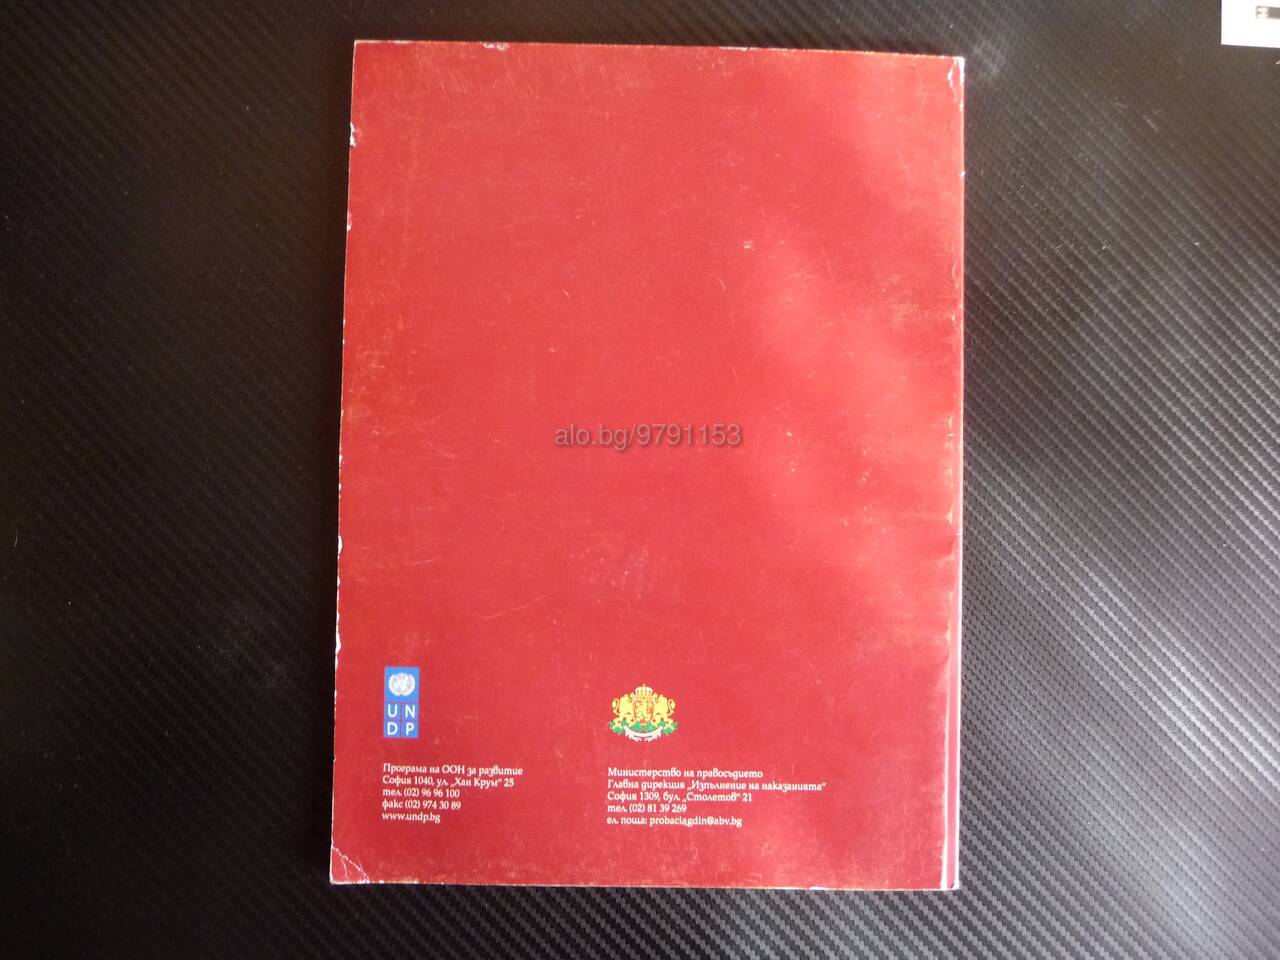 alo.bg/9791153
UN
DP
Програма на ООН за развитие
София 1040, ул. „Хан Крум“ 25
тел. (02) 96 96 100
факс (02) 974 30 89
www.undp.bg
Министерство на правосъдието
Главна дирекция „Изпълнение на наказанията“
София 1309, бул. „Столетов“ 21
тел. (02) 81 39 269
ел. поща: probaciagdin@abv.bg